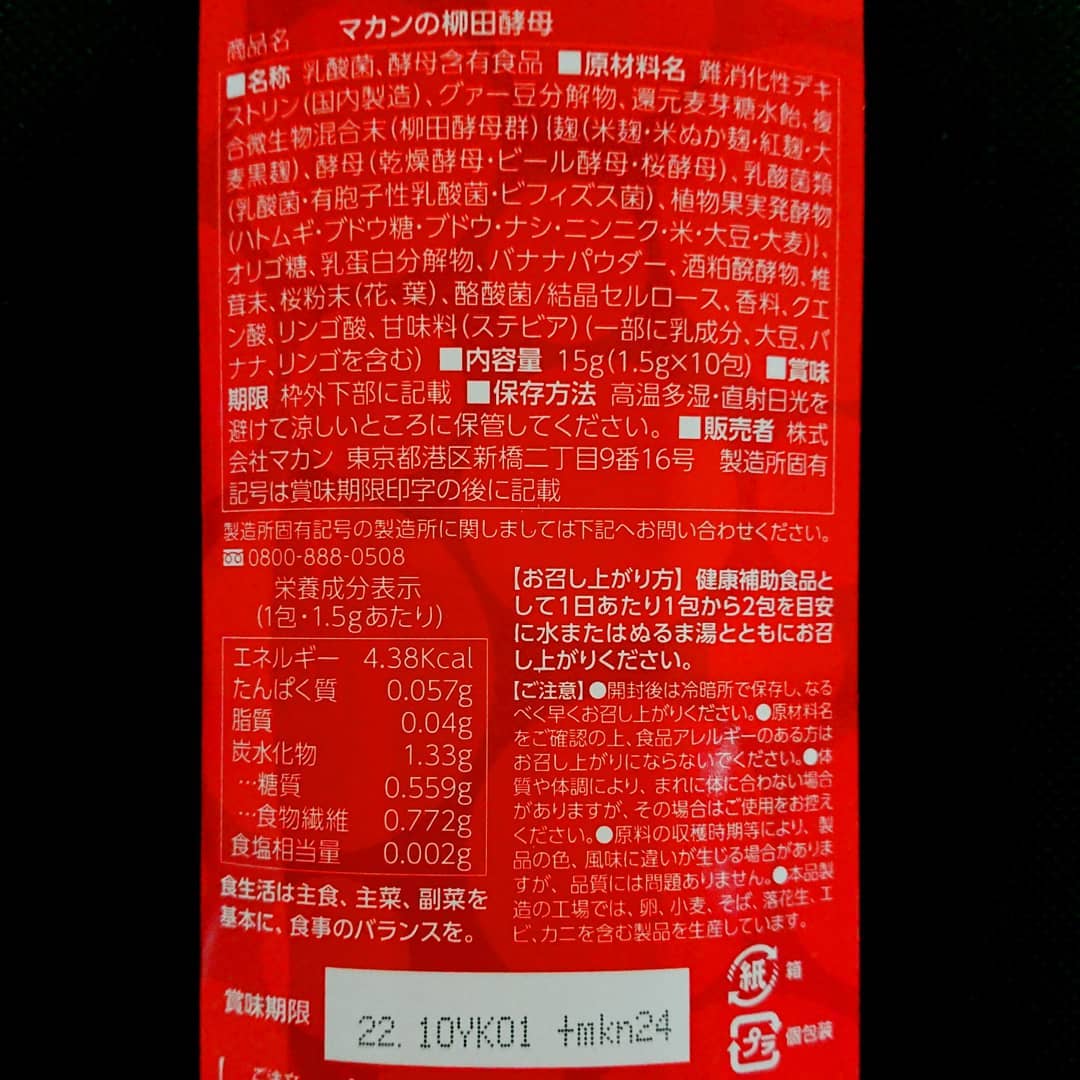 商品名 マカンの柳田酵母
■名称 乳酸菌、酵母含有食品 ■原材料名 難消化性デキ
ストリン(国内製造)、グァー豆分解物、還元麦芽糖水飴、複
合微生物混合末(柳田酵母群){麹(米麹・米ぬか麹・紅麹・大
麦黒麹)、酵母(乾燥酵母・ビール酵母・桜酵母)、乳酸菌類
(乳酸菌・有胞子性乳酸菌・ビフィズス菌)、植物果実発酵物
(ハトムギ・ブドウ糖・ブドウ・ナシ・ニンニク・米・大豆・大麦)}、
オリゴ糖、乳蛋白分解物、バナナパウダー、酒粕醗酵物、椎
茸末、桜粉末(花、葉)、酪酸菌/結晶セルロース、香料、クエ
ン酸、リンゴ酸、甘味料(ステビア)(一部に乳成分、大豆、バ
ナナ、リンゴを含む) ■内容量 15g(1.5g×10包) ■賞味
期限 枠外下部に記載 ■保存方法 高温多湿・直射日光を
避けて涼しいところに保管してください。 ■販売者 株式
会社マカン 東京都港区新橋二丁目9番16号 製造所固有
記号は賞味期限印字の後に記載
製造所固有記号の製造所に関しましては下記へお問い合わせください。
0800-888-0508
栄養成分表示
(1包・1.5gあたり)
エネルギー 4.38Kcal
たんぱく質 0.057g
脂質 0.04g
炭水化物 1.33g
…糖質 0.559g
…食物繊維 0.772g
食塩相当量 0.002g
食生活は主食、主菜、副菜を
基本に、食事のバランスを。
【お召し上がり方】健康補助食品と
して1日あたり1包から2包を目安
に水またはぬるま湯とともにお召
し上がりください。
【ご注意】●開封後は冷暗所で保存し、なる
べく早くお召し上がりください。●原材料名
をご確認の上、食品アレルギーのある方は
お召し上がりにならないでください。●体
質や体調により、まれに体に合わない場合
がありますが、その場合はご使用をお控え
ください。●原料の収穫時期等により、製
品の色、風味に違いが生じる場合がありま
すが、品質には問題ありません。●本品製
造の工場では、卵、小麦、そば、落花生、エ
ビ、カニを含む製品を生産しています。
賞味期限 22.10YK01 +mkn24
紙 箱
プラ 個包装